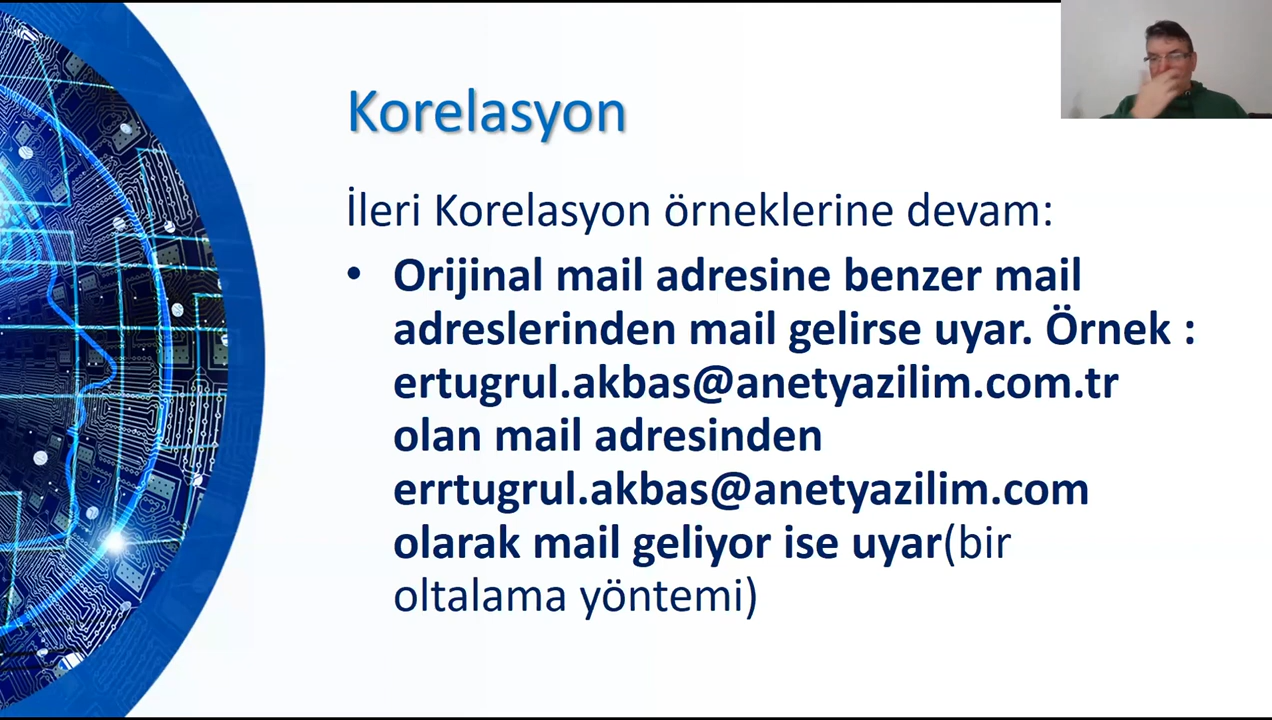 Korelasyon
İleri Korelasyon örneklerine devam:
• Orijinal mail adresine benzer mail
adreslerinden mail gelirse uyar. Örnek :
ertugrul.akbas@anetyazilim.com.tr
olan mail adresinden
errtugrul.akbas@anetyazilim.com
olarak mail geliyor ise uyar(bir
oltalama yöntemi)